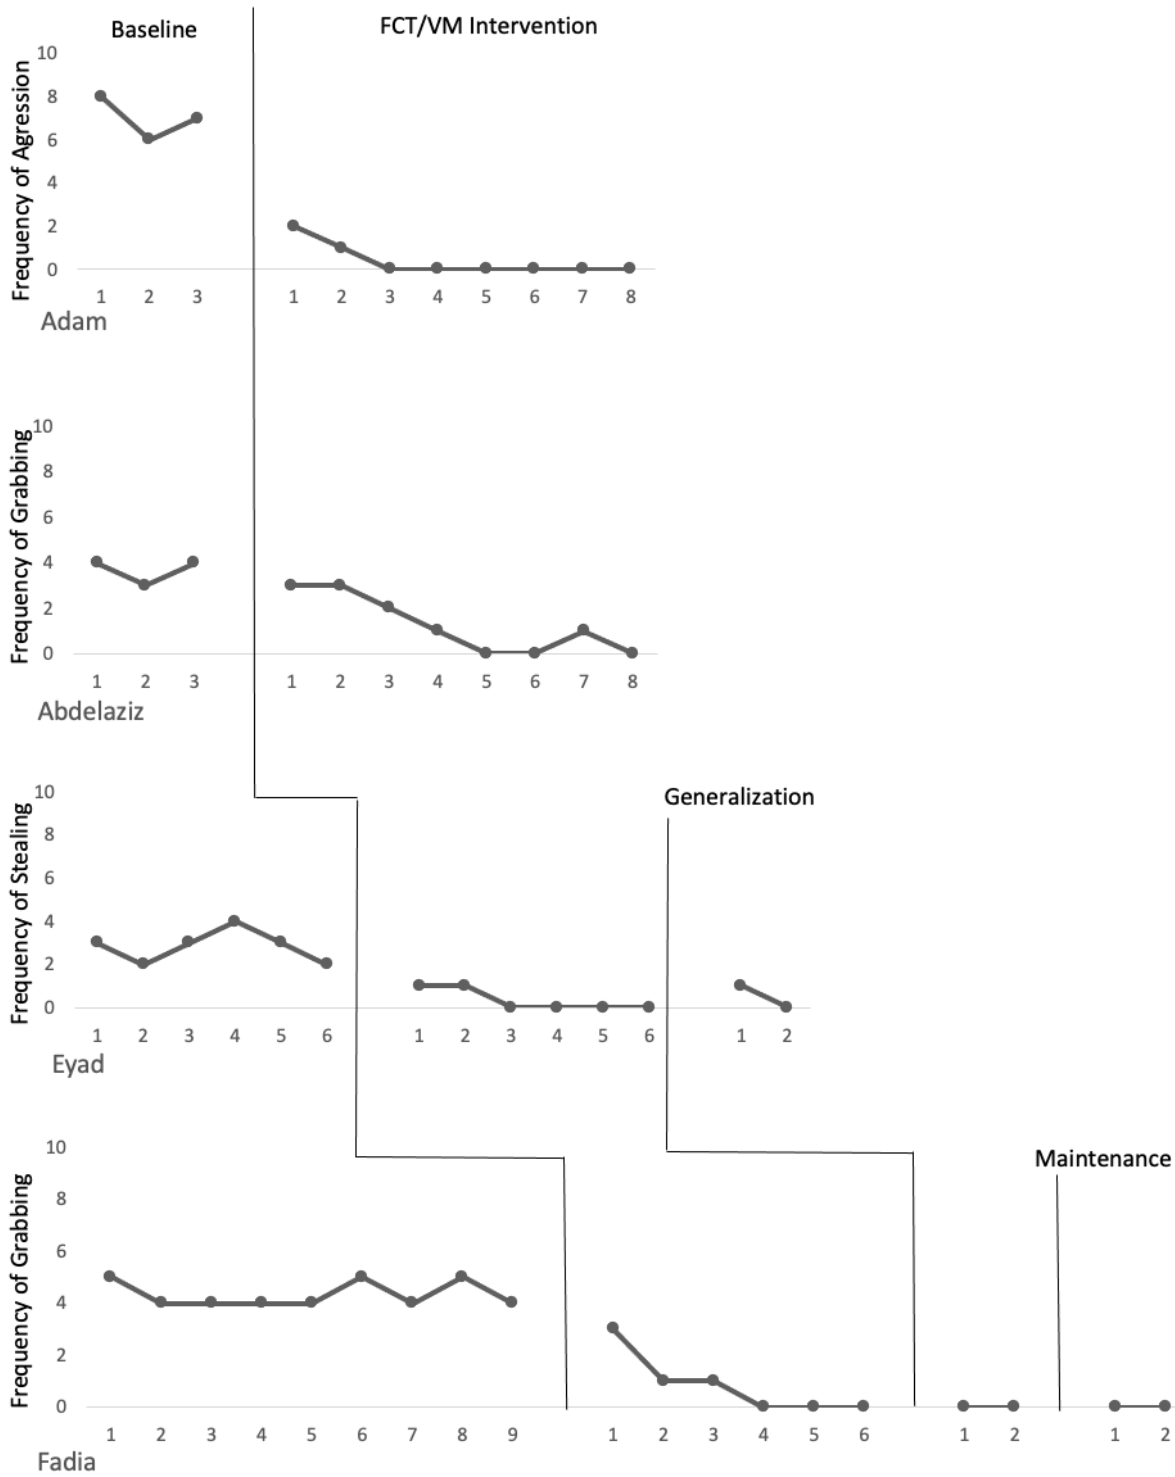 Baseline
FCT/VM Intervention
Frequency of Agression
10
8
6
4
2
0
1 2 3 1 2 3 4 5 6 7 8
Adam
Frequency of Grabbing
10
8
6
4
2
0
1 2 3 1 2 3 4 5 6 7 8
Abdelaziz
Generalization
Frequency of Stealing
10
8
6
4
2
0
1 2 3 4 5 6 1 2 3 4 5 6 1 2
Eyad
Maintenance
Frequency of Grabbing
10
8
6
4
2
0
1 2 3 4 5 6 7 8 9 1 2 3 4 5 6 1 2 1 2
Fadia